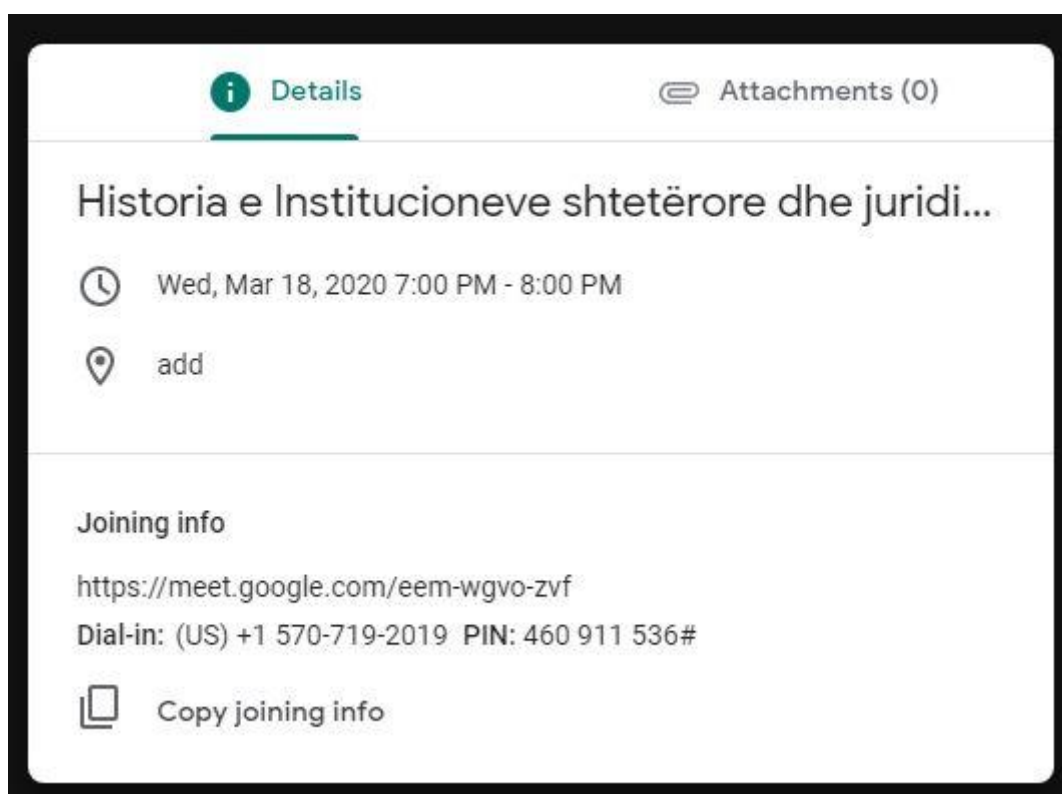 Details
Attachments (0)
Historia e Institucioneve shtetërore dhe juridi...
Wed, Mar 18, 2020 7:00 PM - 8:00 PM
add
Joining info
https://meet.google.com/eem-wgvo-zvf
Dial-in: (US) +1 570-719-2019 PIN: 460 911 536#
Copy joining info